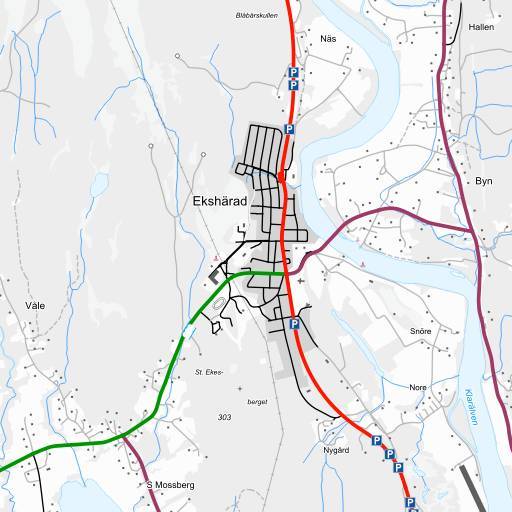 Blåbärskullen
Näs
Hallen
P
P
P
Byn
Ekshärad
Våle
P
Snöre
St. Ekes-
berget
303
Nore
Klarälven
P
Nygård
P
P
S Mossberg
P
P